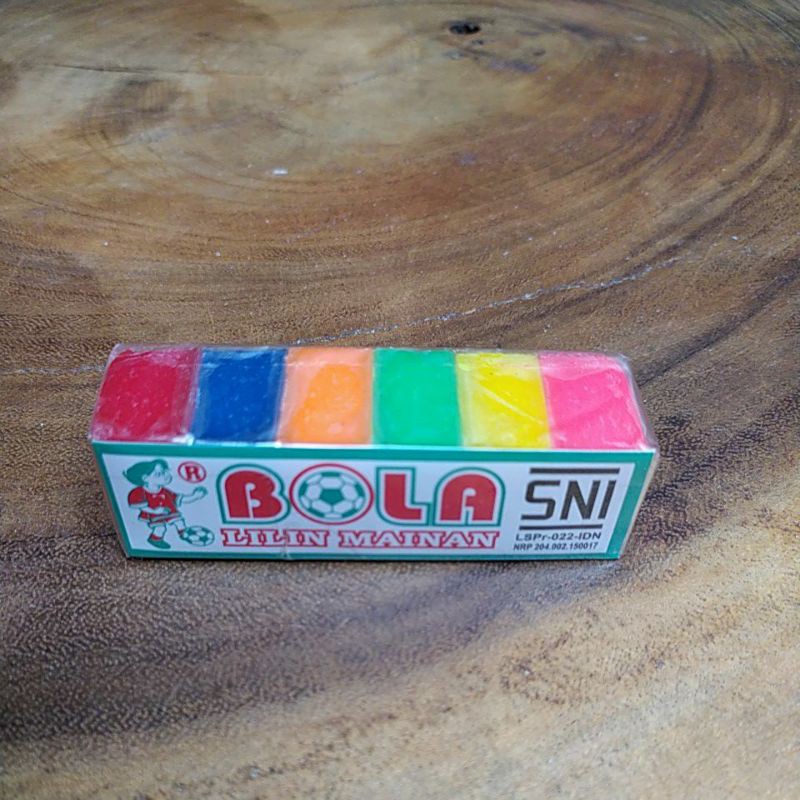 ® BOLA
LILIN MAINAN
SNI
LSPr-022-IDN
NRP 204.002.150017